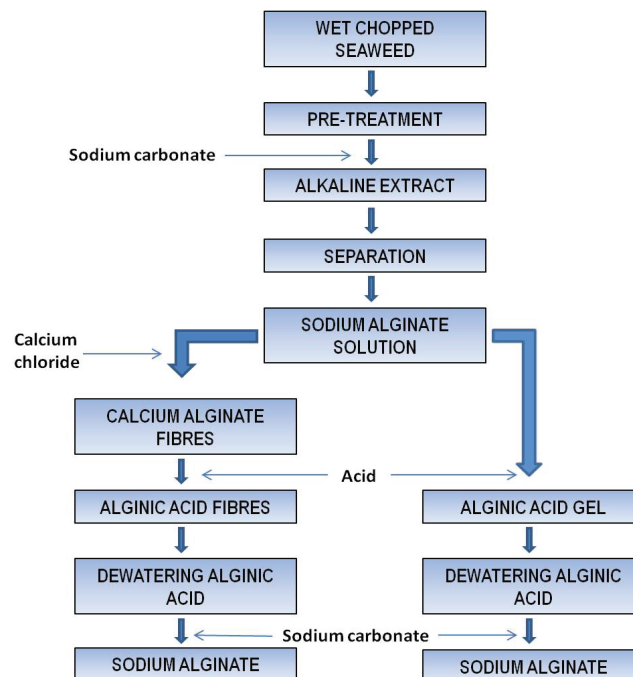 WET CHOPPED
SEAWEED
PRE-TREATMENT
Sodium carbonate
ALKALINE EXTRACT
SEPARATION
SODIUM ALGINATE
SOLUTION
Calcium
chloride
CALCIUM ALGINATE
FIBRES
Acid
ALGINIC ACID FIBRES
ALGINIC ACID GEL
DEWATERING ALGINIC
ACID
DEWATERING ALGINIC
ACID
Sodium carbonate
SODIUM ALGINATE
SODIUM ALGINATE